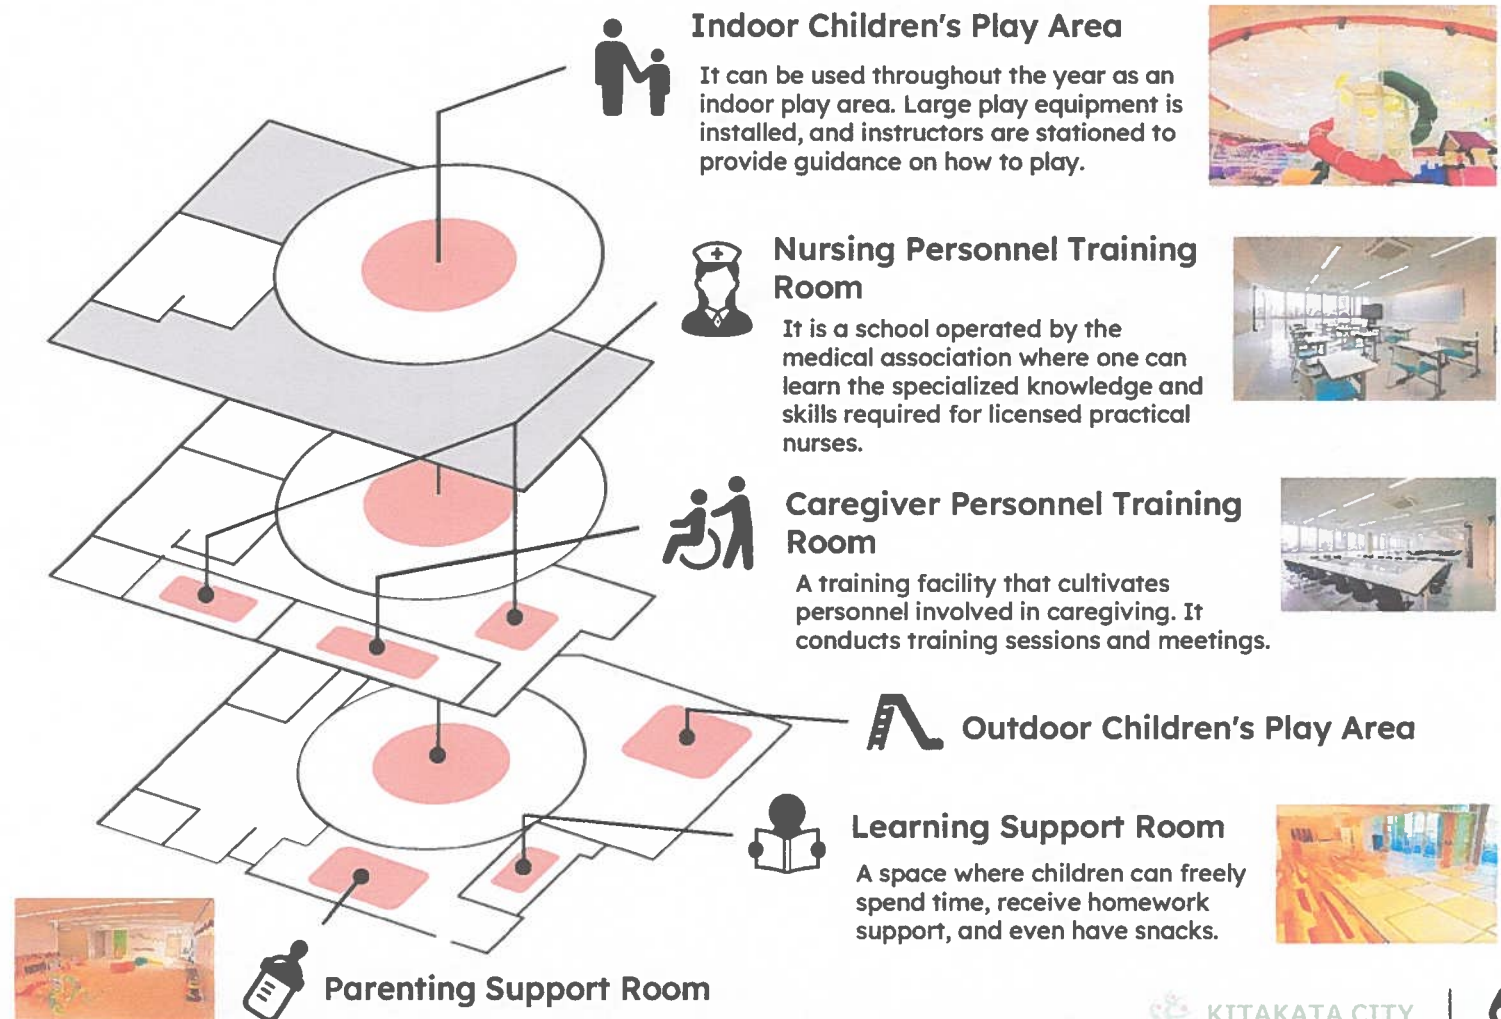 Indoor Children's Play Area
It can be used throughout the year as an
indoor play area. Large play equipment is
installed, and instructors are stationed to
provide guidance on how to play.
Nursing Personnel Training
Room
It is a school operated by the
medical association where one can
learn the specialized knowledge and
skills required for licensed practical
nurses.
Caregiver Personnel Training
Room
A training facility that cultivates
personnel involved in caregiving. It
conducts training sessions and meetings.
Outdoor Children's Play Area
Learning Support Room
A space where children can freely
spend time, receive homework
support, and even have snacks.
Parenting Support Room
KITAKATA CITY